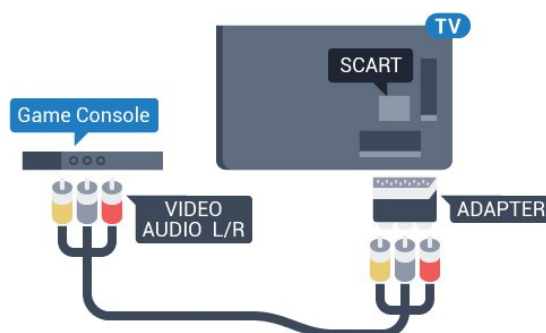 TV
SCART
Game Console
VIDEO
AUDIO L/R
ADAPTER